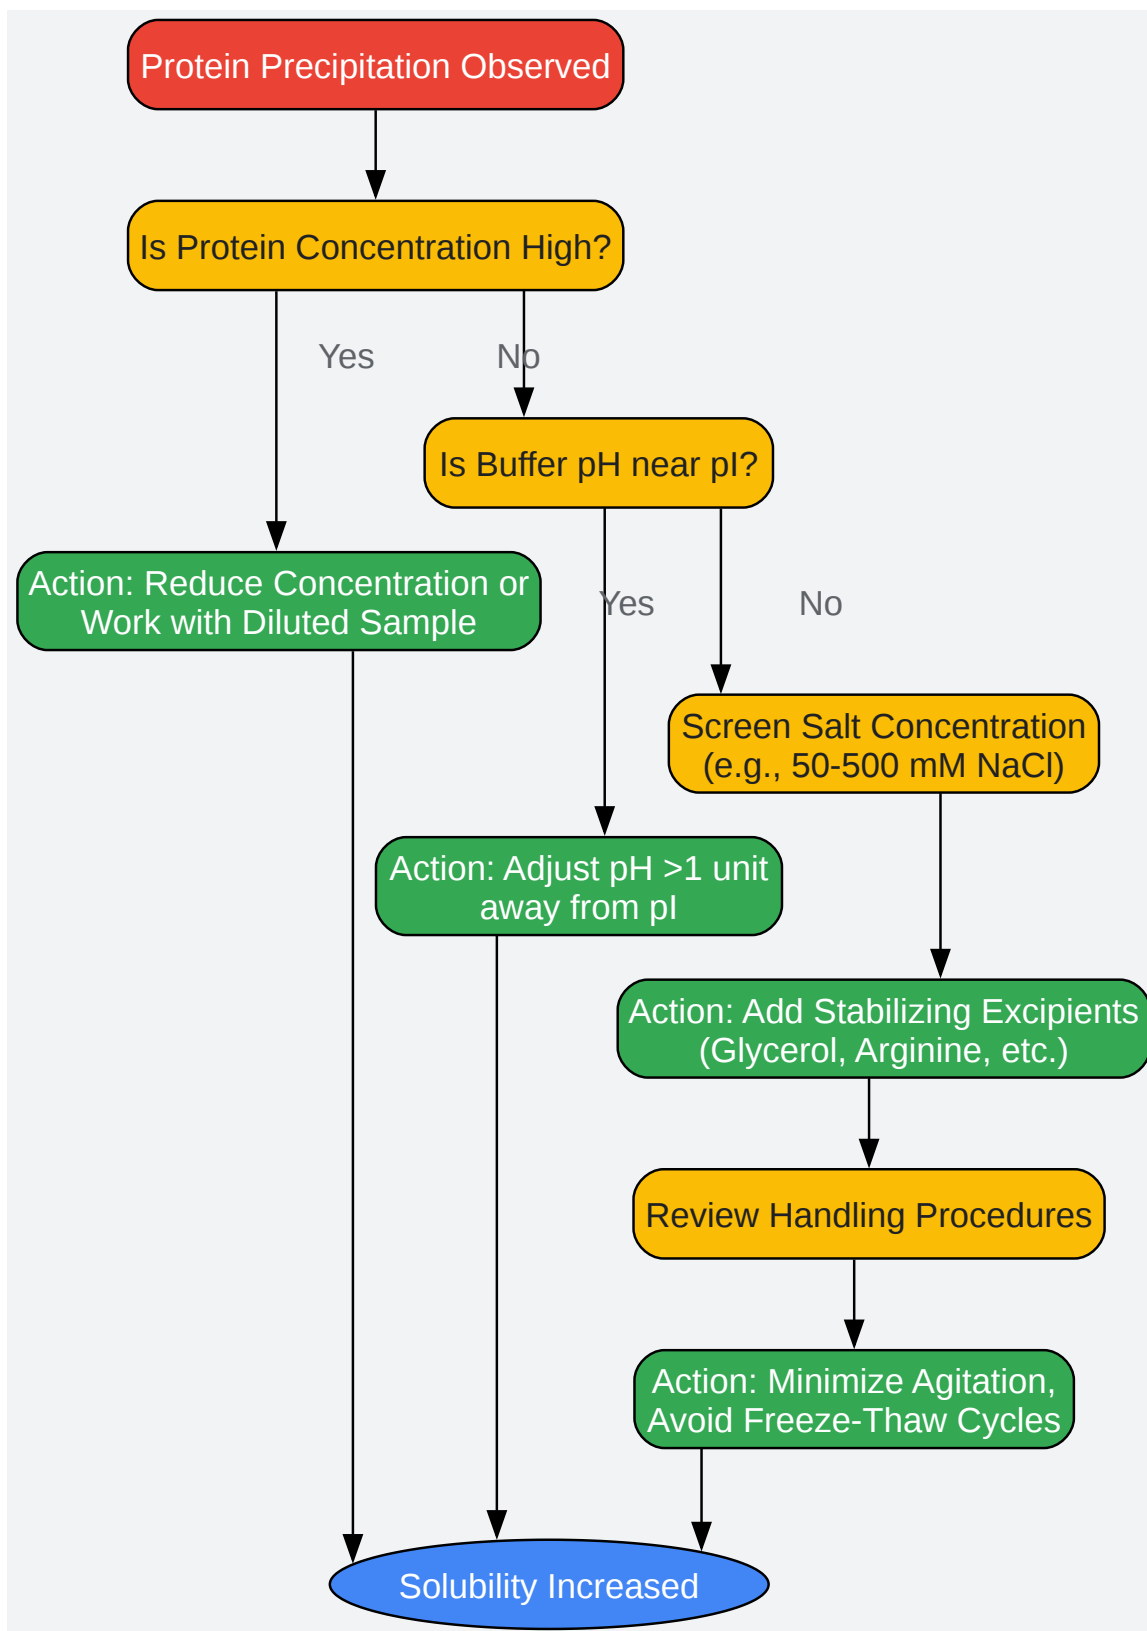 Protein Precipitation Observed
Is Protein Concentration High?
Yes
No
Is Buffer pH near pI?
Action: Reduce Concentration or
Work with Diluted Sample
Yes
No
Screen Salt Concentration
(e.g., 50-500 mM NaCl)
Action: Adjust pH >1 unit
away from pI
Action: Add Stabilizing Excipients
(Glycerol, Arginine, etc.)
Review Handling Procedures
Action: Minimize Agitation,
Avoid Freeze-Thaw Cycles
Solubility Increased